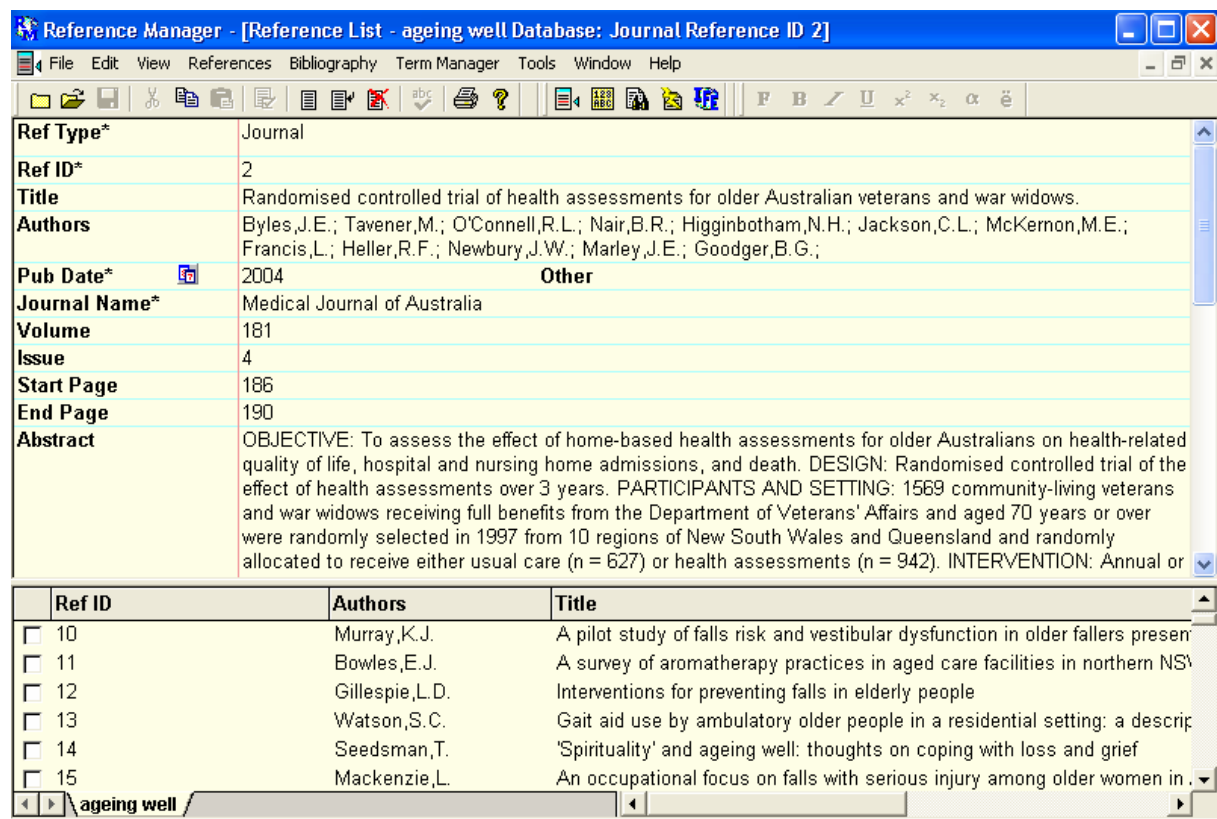 Reference Manager - [Reference List - ageing well Database: Journal Reference ID 2]
File Edit View References Bibliography Term Manager Tools Window Help
F B I U x² x₂ α ë
Ref Type* Journal
Ref ID* 2
Title Randomised controlled trial of health assessments for older Australian veterans and war widows.
Authors Byles,J.E.; Tavener,M.; O'Connell,R.L.; Nair,B.R.; Higginbotham,N.H.; Jackson,C.L.; McKernon,M.E.;
Francis,L.; Heller,R.F.; Newbury,J.W.; Marley,J.E.; Goodger,B.G.;
Pub Date* 2004 Other
Journal Name* Medical Journal of Australia
Volume 181
Issue 4
Start Page 186
End Page 190
Abstract OBJECTIVE: To assess the effect of home-based health assessments for older Australians on health-related
quality of life, hospital and nursing home admissions, and death. DESIGN: Randomised controlled trial of the
effect of health assessments over 3 years. PARTICIPANTS AND SETTING: 1569 community-living veterans
and war widows receiving full benefits from the Department of Veterans' Affairs and aged 70 years or over
were randomly selected in 1997 from 10 regions of New South Wales and Queensland and randomly
allocated to receive either usual care (n = 627) or health assessments (n = 942). INTERVENTION: Annual or
Ref ID Authors Title
10 Murray,K.J. A pilot study of falls risk and vestibular dysfunction in older fallers presen
11 Bowles,E.J. A survey of aromatherapy practices in aged care facilities in northern NSW
12 Gillespie,L.D. Interventions for preventing falls in elderly people
13 Watson,S.C. Gait aid use by ambulatory older people in a residential setting: a descrip
14 Seedsman,T. 'Spirituality' and ageing well: thoughts on coping with loss and grief
15 Mackenzie,L. An occupational focus on falls with serious injury among older women in
ageing well